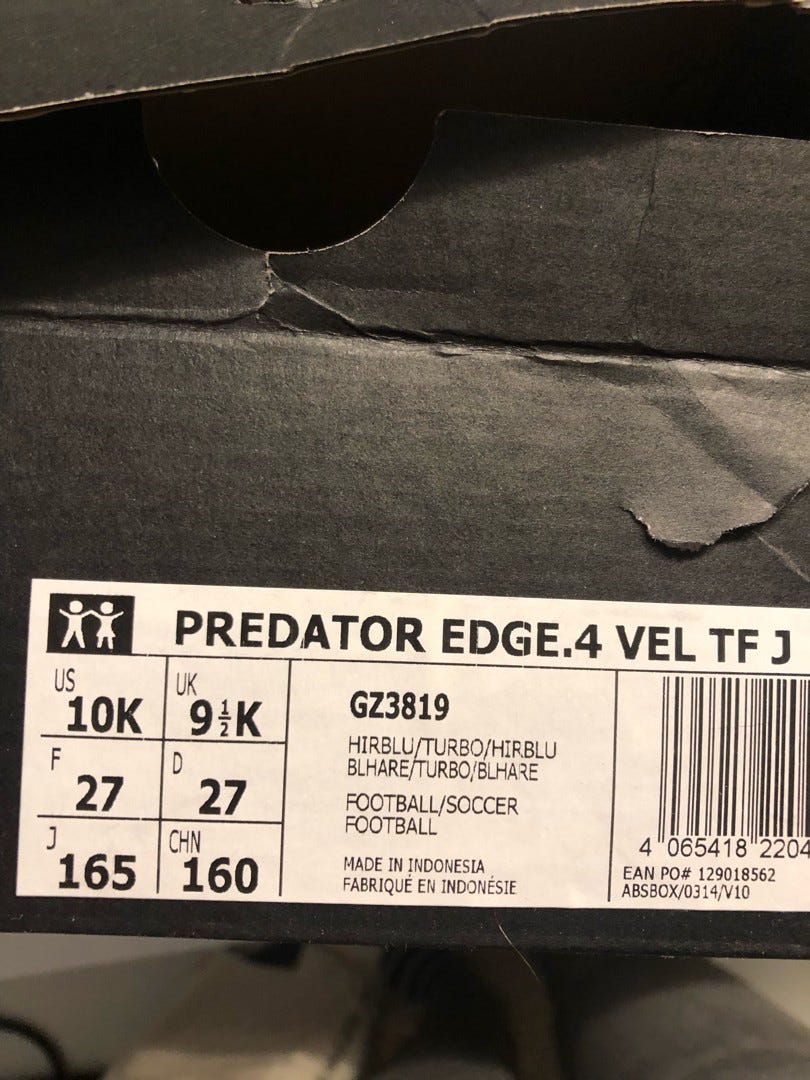 PREDATOR EDGE.4 VEL TF J
US
10K
UK
9½K
F
27
D
27
J
165
CHN
160
GZ3819
HIRBLU/TURBO/HIRBLU
BLHARE/TURBO/BLHARE
FOOTBALL/SOCCER
FOOTBALL
MADE IN INDONESIA
FABRIQUÉ EN INDONÉSIE
4 065418 2204
EAN PO# 129018562
ABSBOX/0314/V10